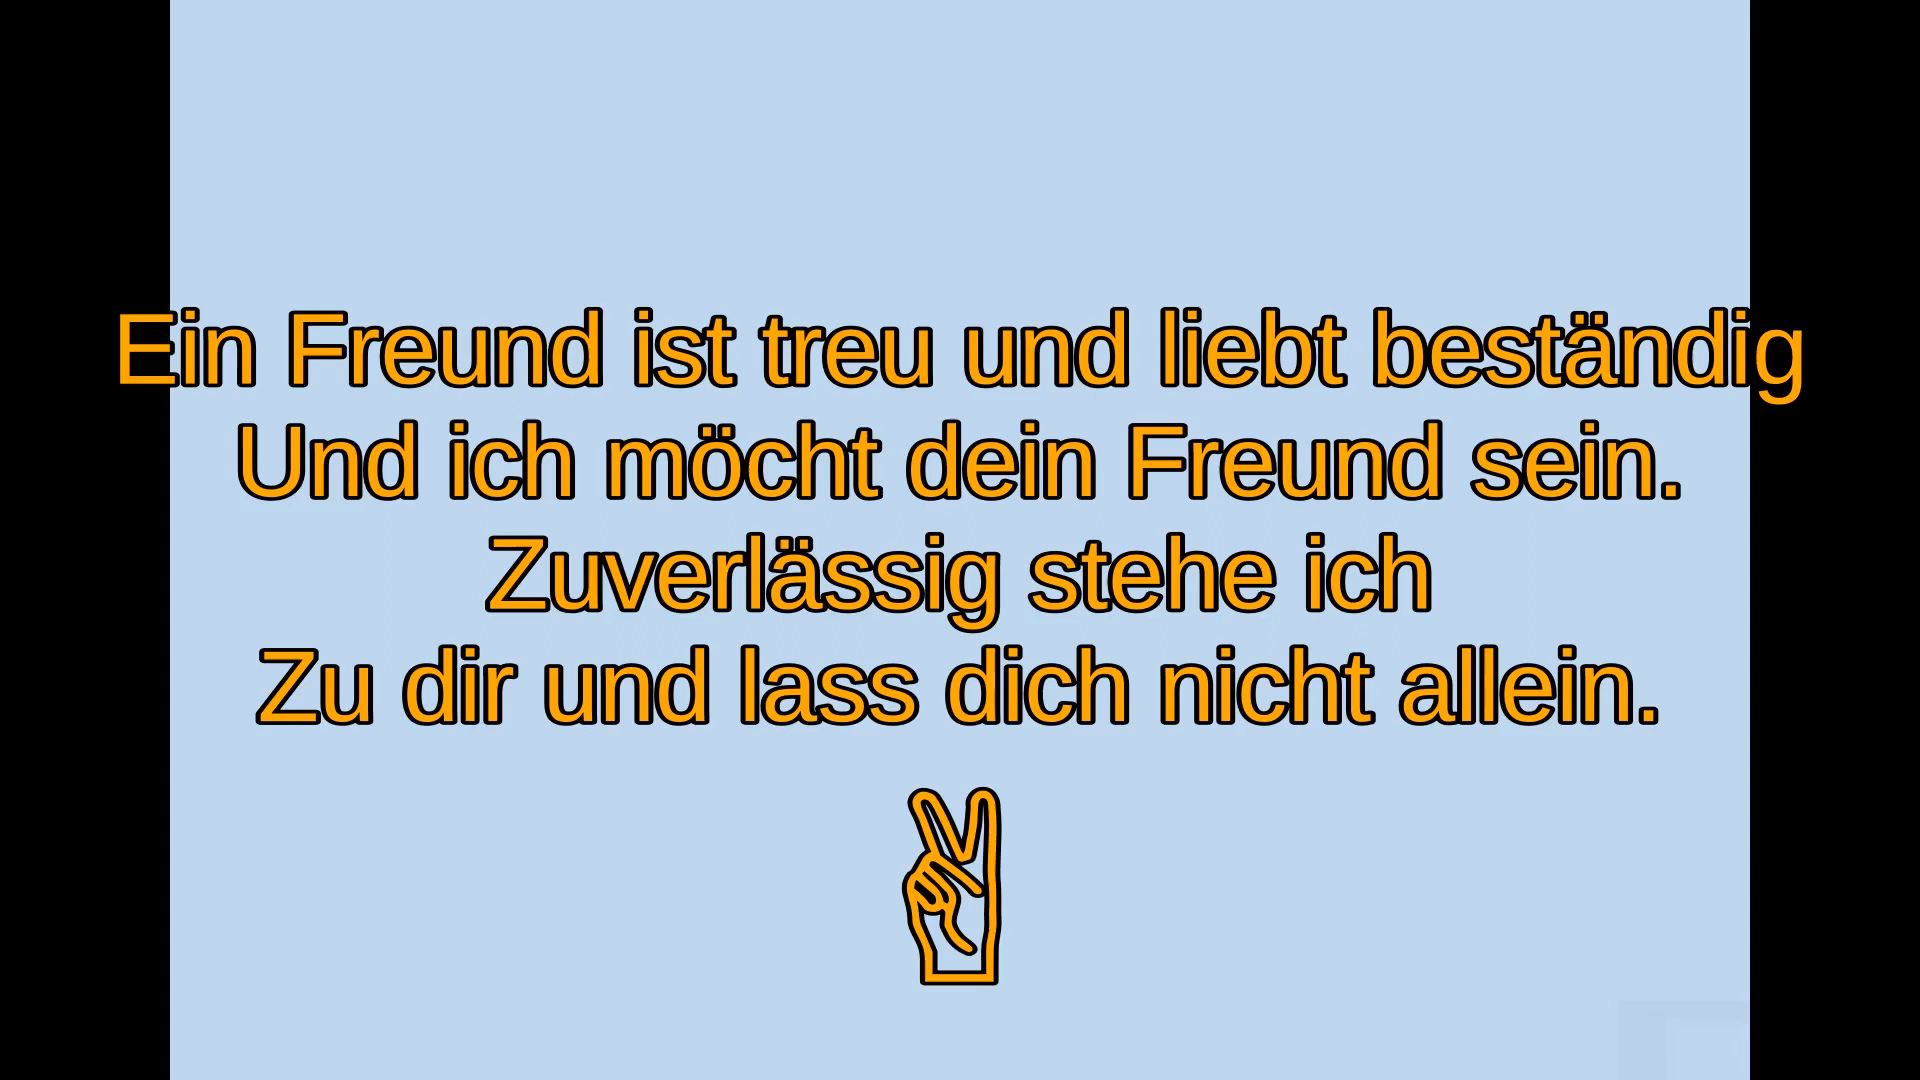 Ein Freund ist treu und liebt beständig
Und ich möcht dein Freund sein.
Zuverlässig stehe ich
Zu dir und lass dich nicht allein.
✌